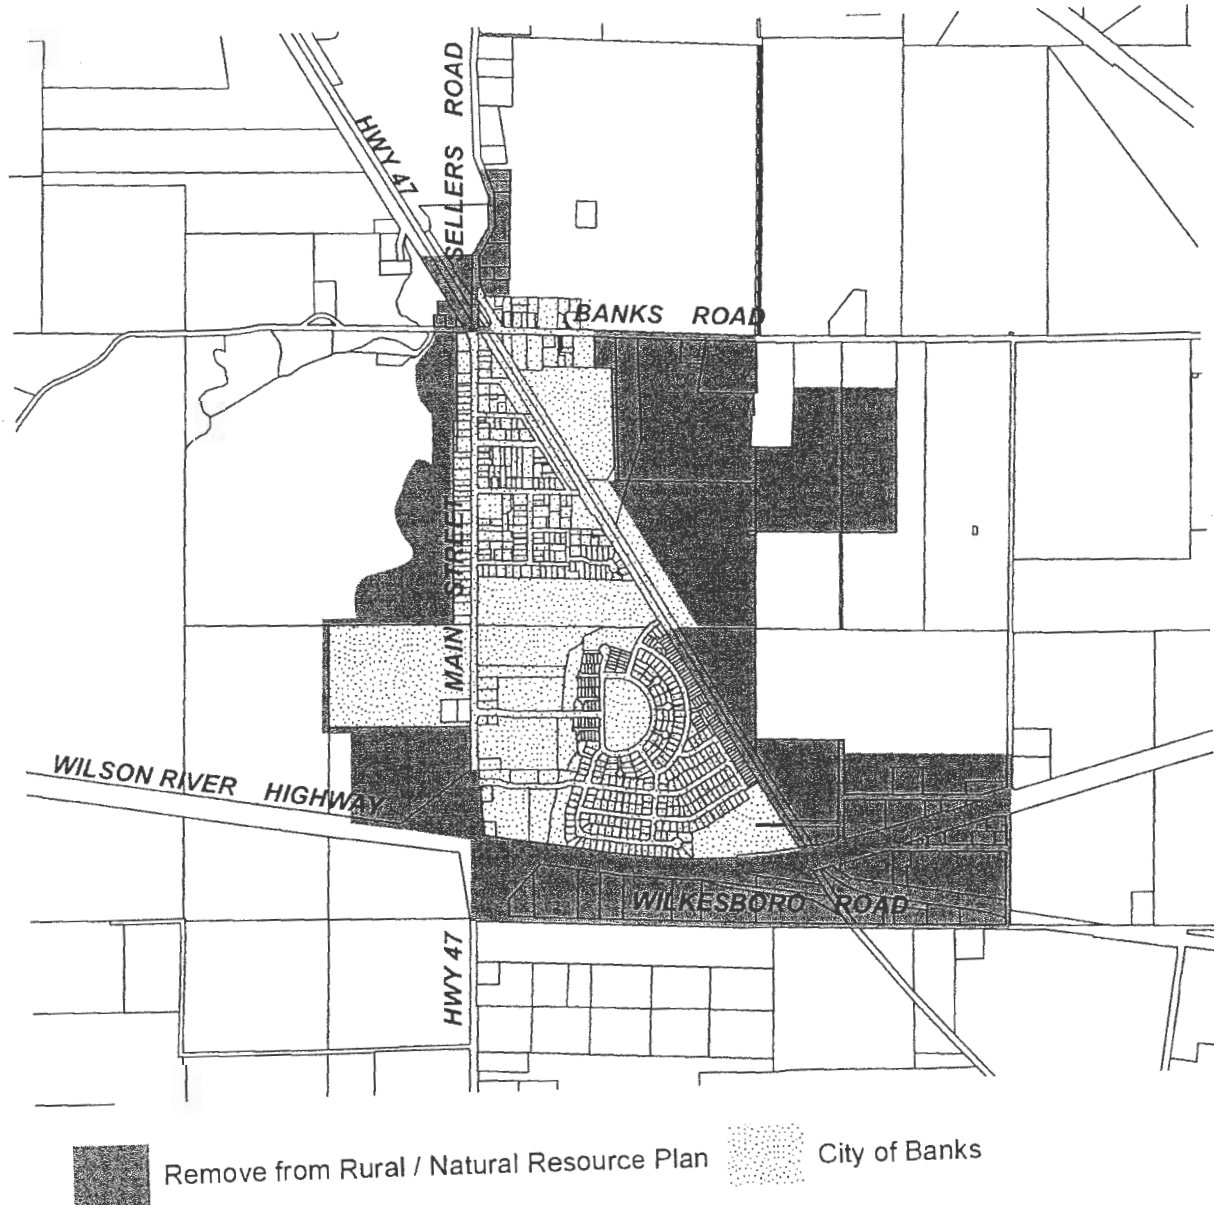 HWY 47
SELLERS ROAD
BANKS ROAD
MAIN STREET
WILSON RIVER HIGHWAY
WILKESBORO ROAD
HWY 47
Remove from Rural / Natural Resource Plan
City of Banks